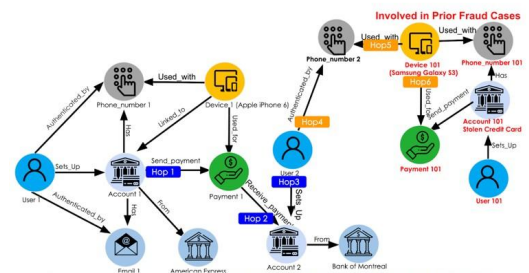 Involved in Prior Fraud Cases
Used_with
Hop5
Used_with
Phone_number 2
Device 101
(Samsung Galaxy S3)
Phone_number 101
Hop6
Used_for
Has
Send_payment
Account 101
Stolen Credit Card
Payment 101
Sets_Up
User 101
Authenticated_by
Used_with
Phone_number 1
Device 1 (Apple iPhone 6)
Linked_to
Has
Used_for
Authenticated_by
Hop4
User 2
Hop3
Sets_Up
Sets_Up
Send_payment
Hop 1
User 1
Account 1
Payment 1
Authenticated_by
Has
From
Receive_payment
Hop 2
From
Email 1
American Express
Account 2
Bank of Montreal